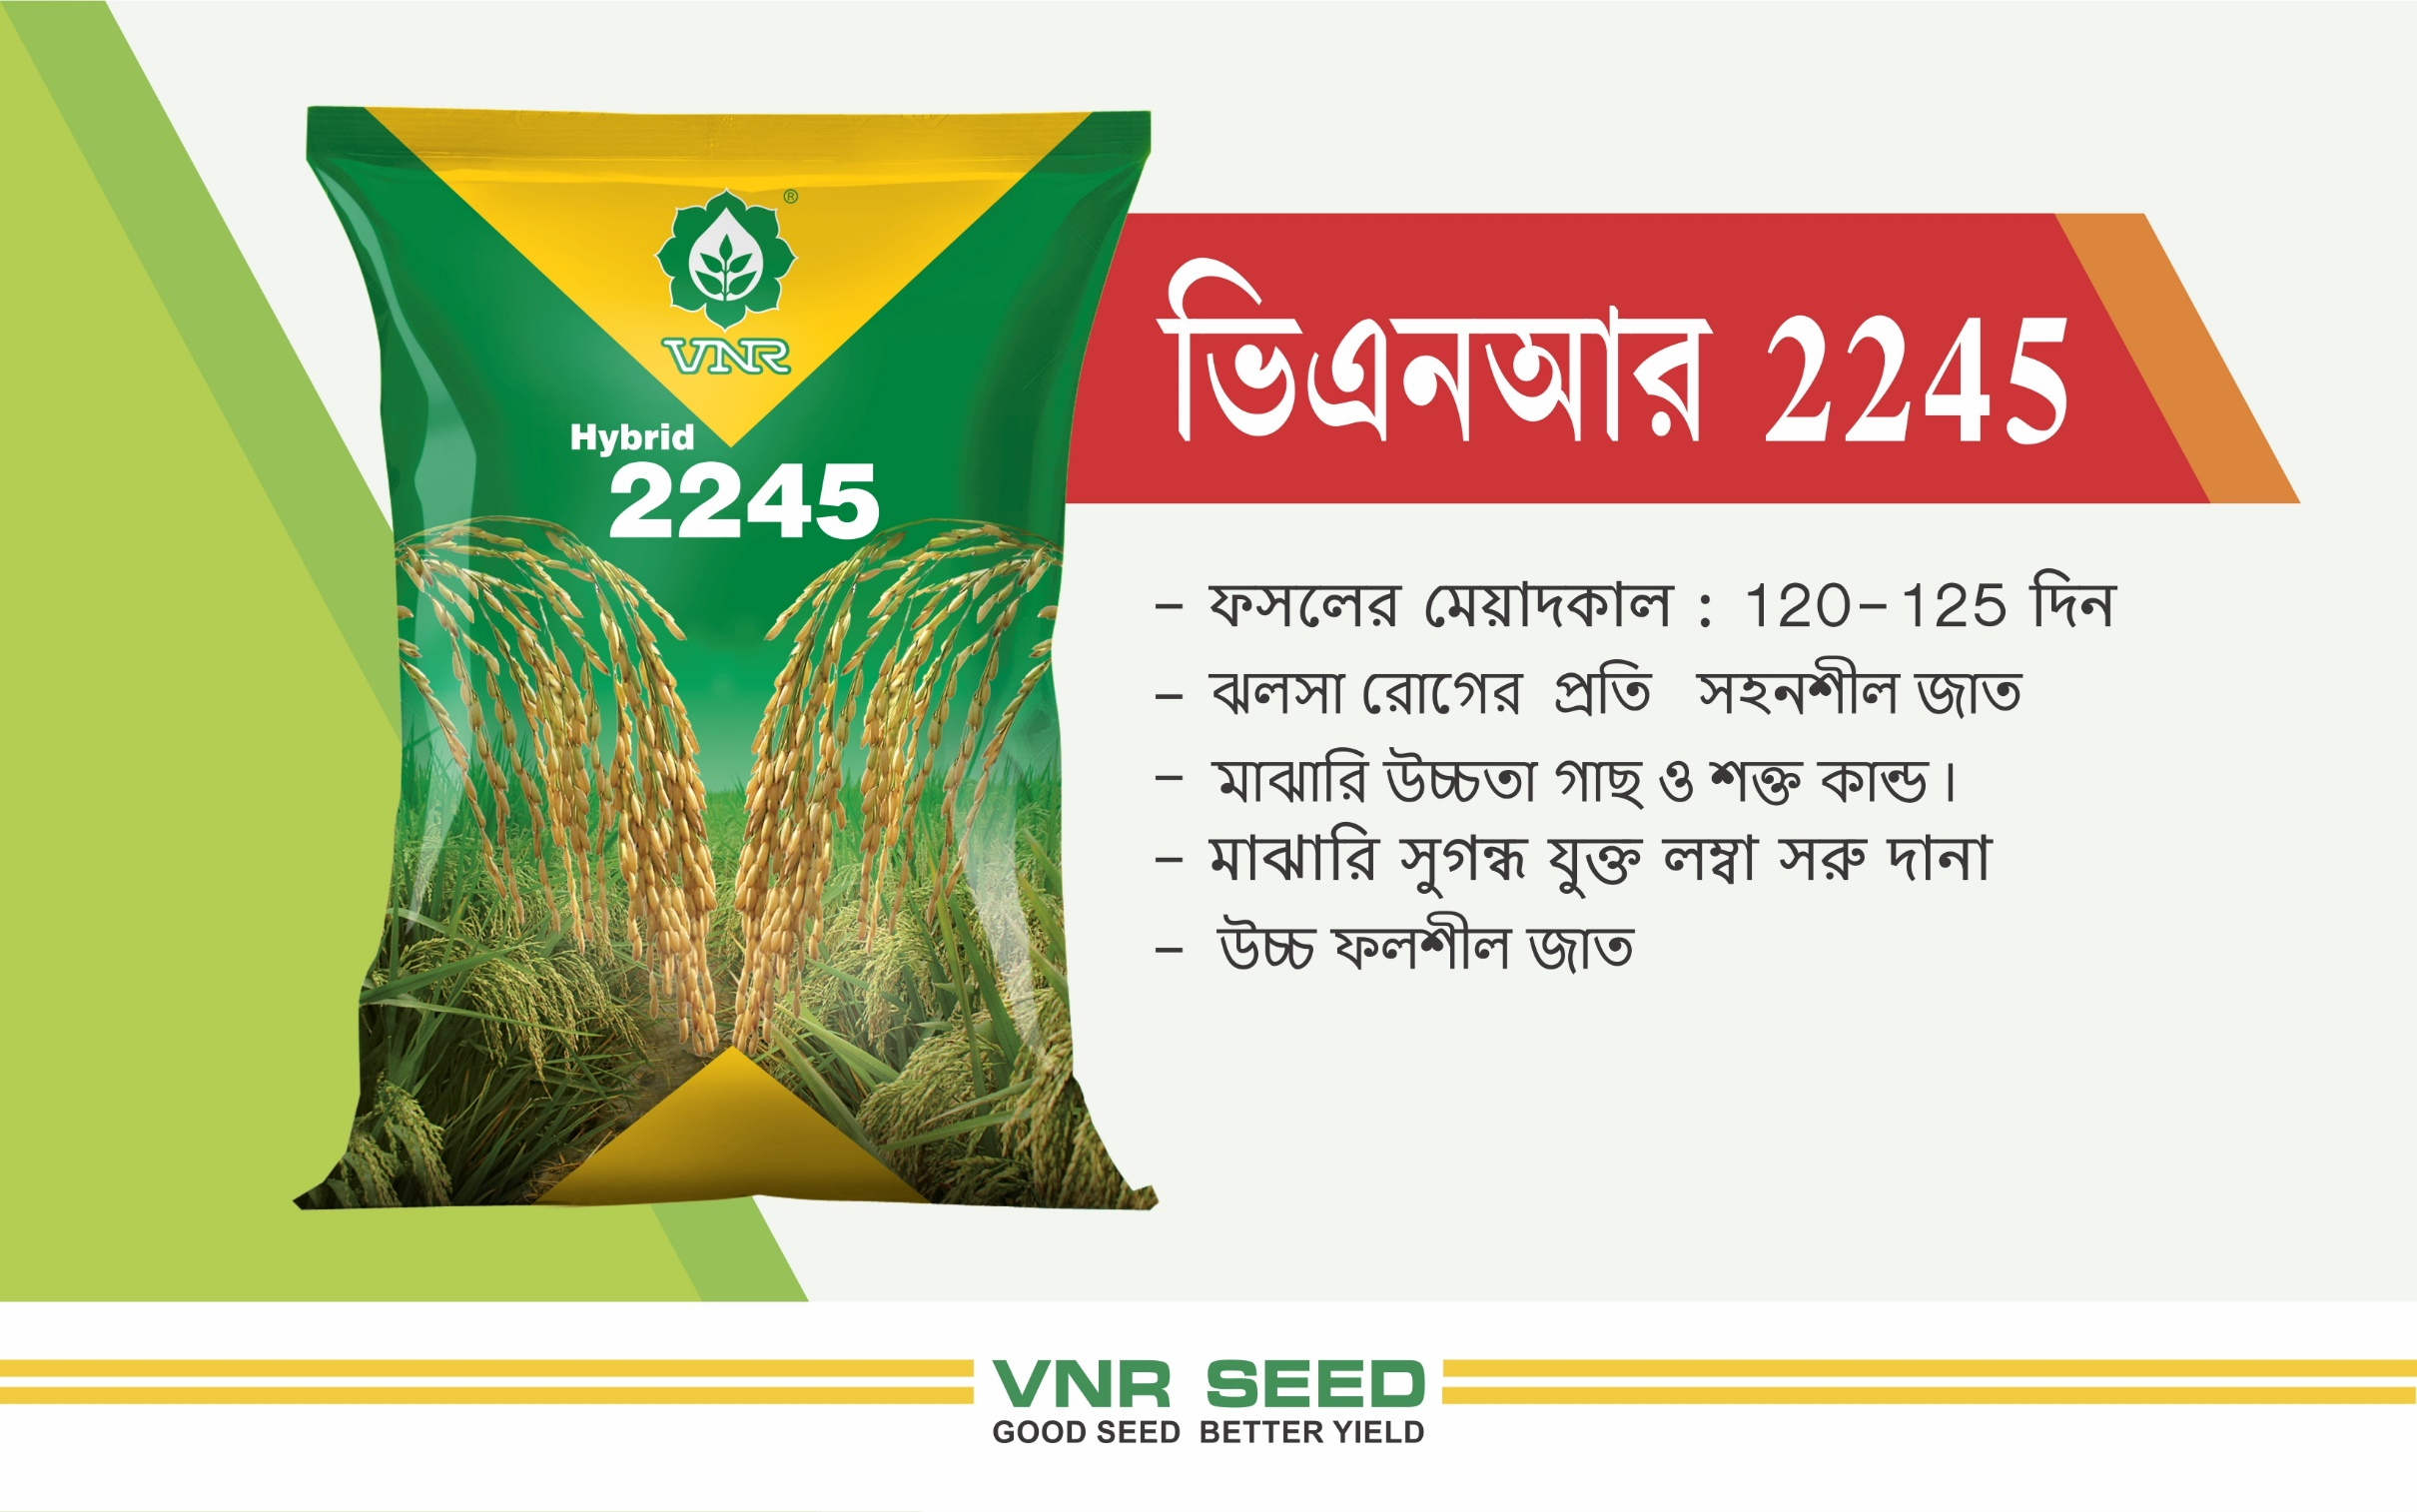 ®
VNR
Hybrid
2245
ভিএনআর 2245
– ফসলের মেয়াদকাল : 120-125 দিন
– ঝলসা রোগের প্রতি সহনশীল জাত
– মাঝারি উচ্চতা গাছ ও শক্ত কান্ড।
– মাঝারি সুগন্ধ যুক্ত লম্বা সরু দানা
– উচ্চ ফলশীল জাত
VNR SEED
GOOD SEED BETTER YIELD